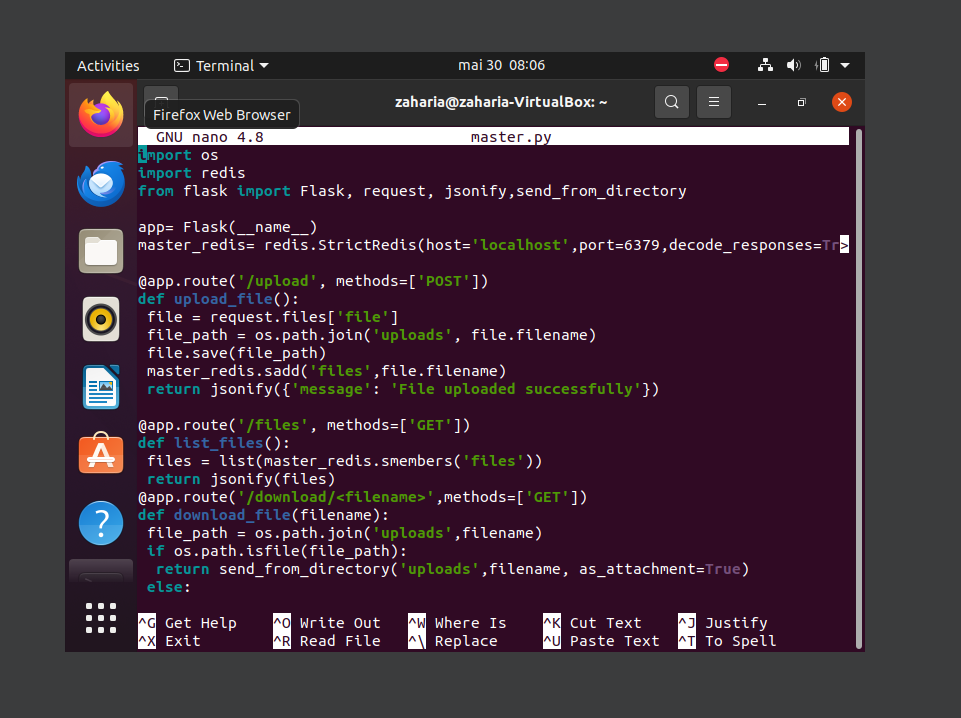 Activities
Terminal
mai 30 08:06
zaharia@zaharia-VirtualBox: ~
Firefox Web Browser
GNU nano 4.8 master.py
import os
import redis
from flask import Flask, request, jsonify,send_from_directory
app= Flask(__name__)
master_redis= redis.StrictRedis(host='localhost',port=6379,decode_responses=Tr>
@app.route('/upload', methods=['POST'])
def upload_file():
 file = request.files['file']
 file_path = os.path.join('uploads', file.filename)
 file.save(file_path)
 master_redis.sadd('files',file.filename)
 return jsonify({'message': 'File uploaded successfully'})
@app.route('/files', methods=['GET'])
def list_files():
 files = list(master_redis.smembers('files'))
 return jsonify(files)
@app.route('/download/<filename>',methods=['GET'])
def download_file(filename):
 file_path = os.path.join('uploads',filename)
 if os.path.isfile(file_path):
  return send_from_directory('uploads',filename, as_attachment=True)
 else:
^G Get Help ^O Write Out ^W Where Is ^K Cut Text ^J Justify
^X Exit ^R Read File ^\ Replace ^U Paste Text ^T To Spell